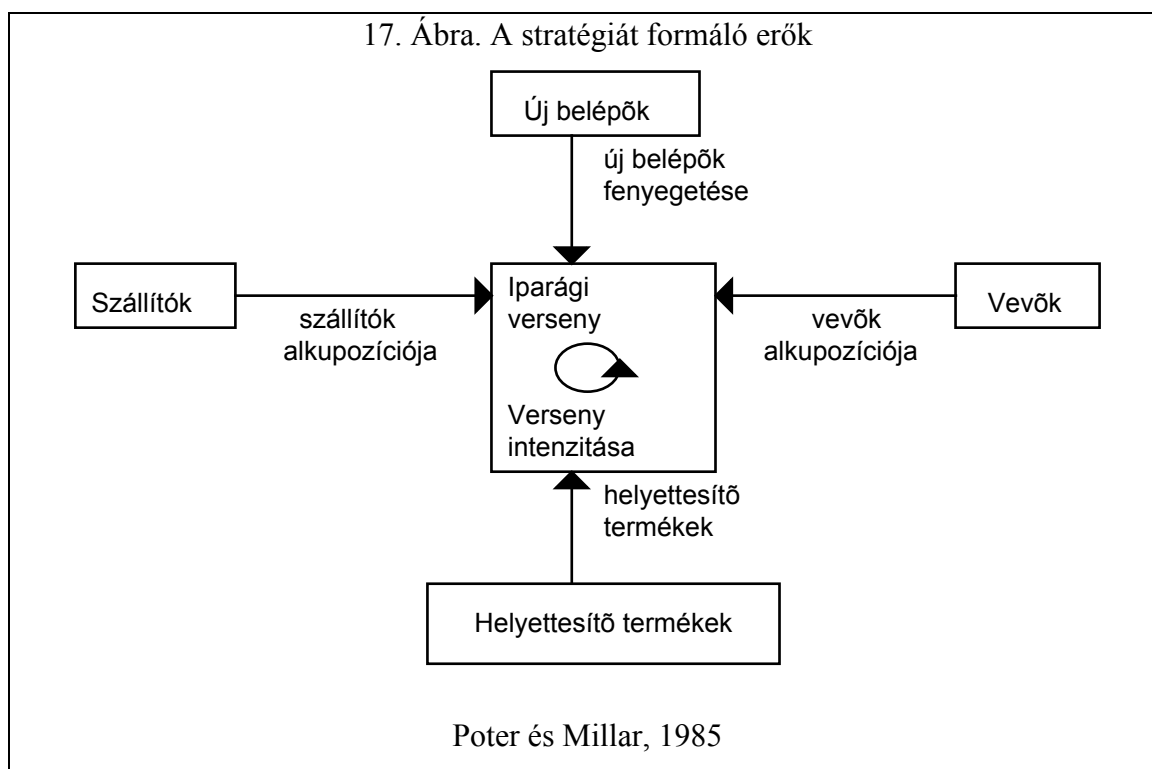 17. Ábra. A stratégiát formáló erők
Új belépõk
új belépõk
fenyegetése
Szállítók
szállítók
alkupozíciója
Iparági
verseny
Verseny
intenzitása
vevõk
alkupozíciója
Vevõk
helyettesítõ
termékek
Helyettesítõ termékek
Poter és Millar, 1985